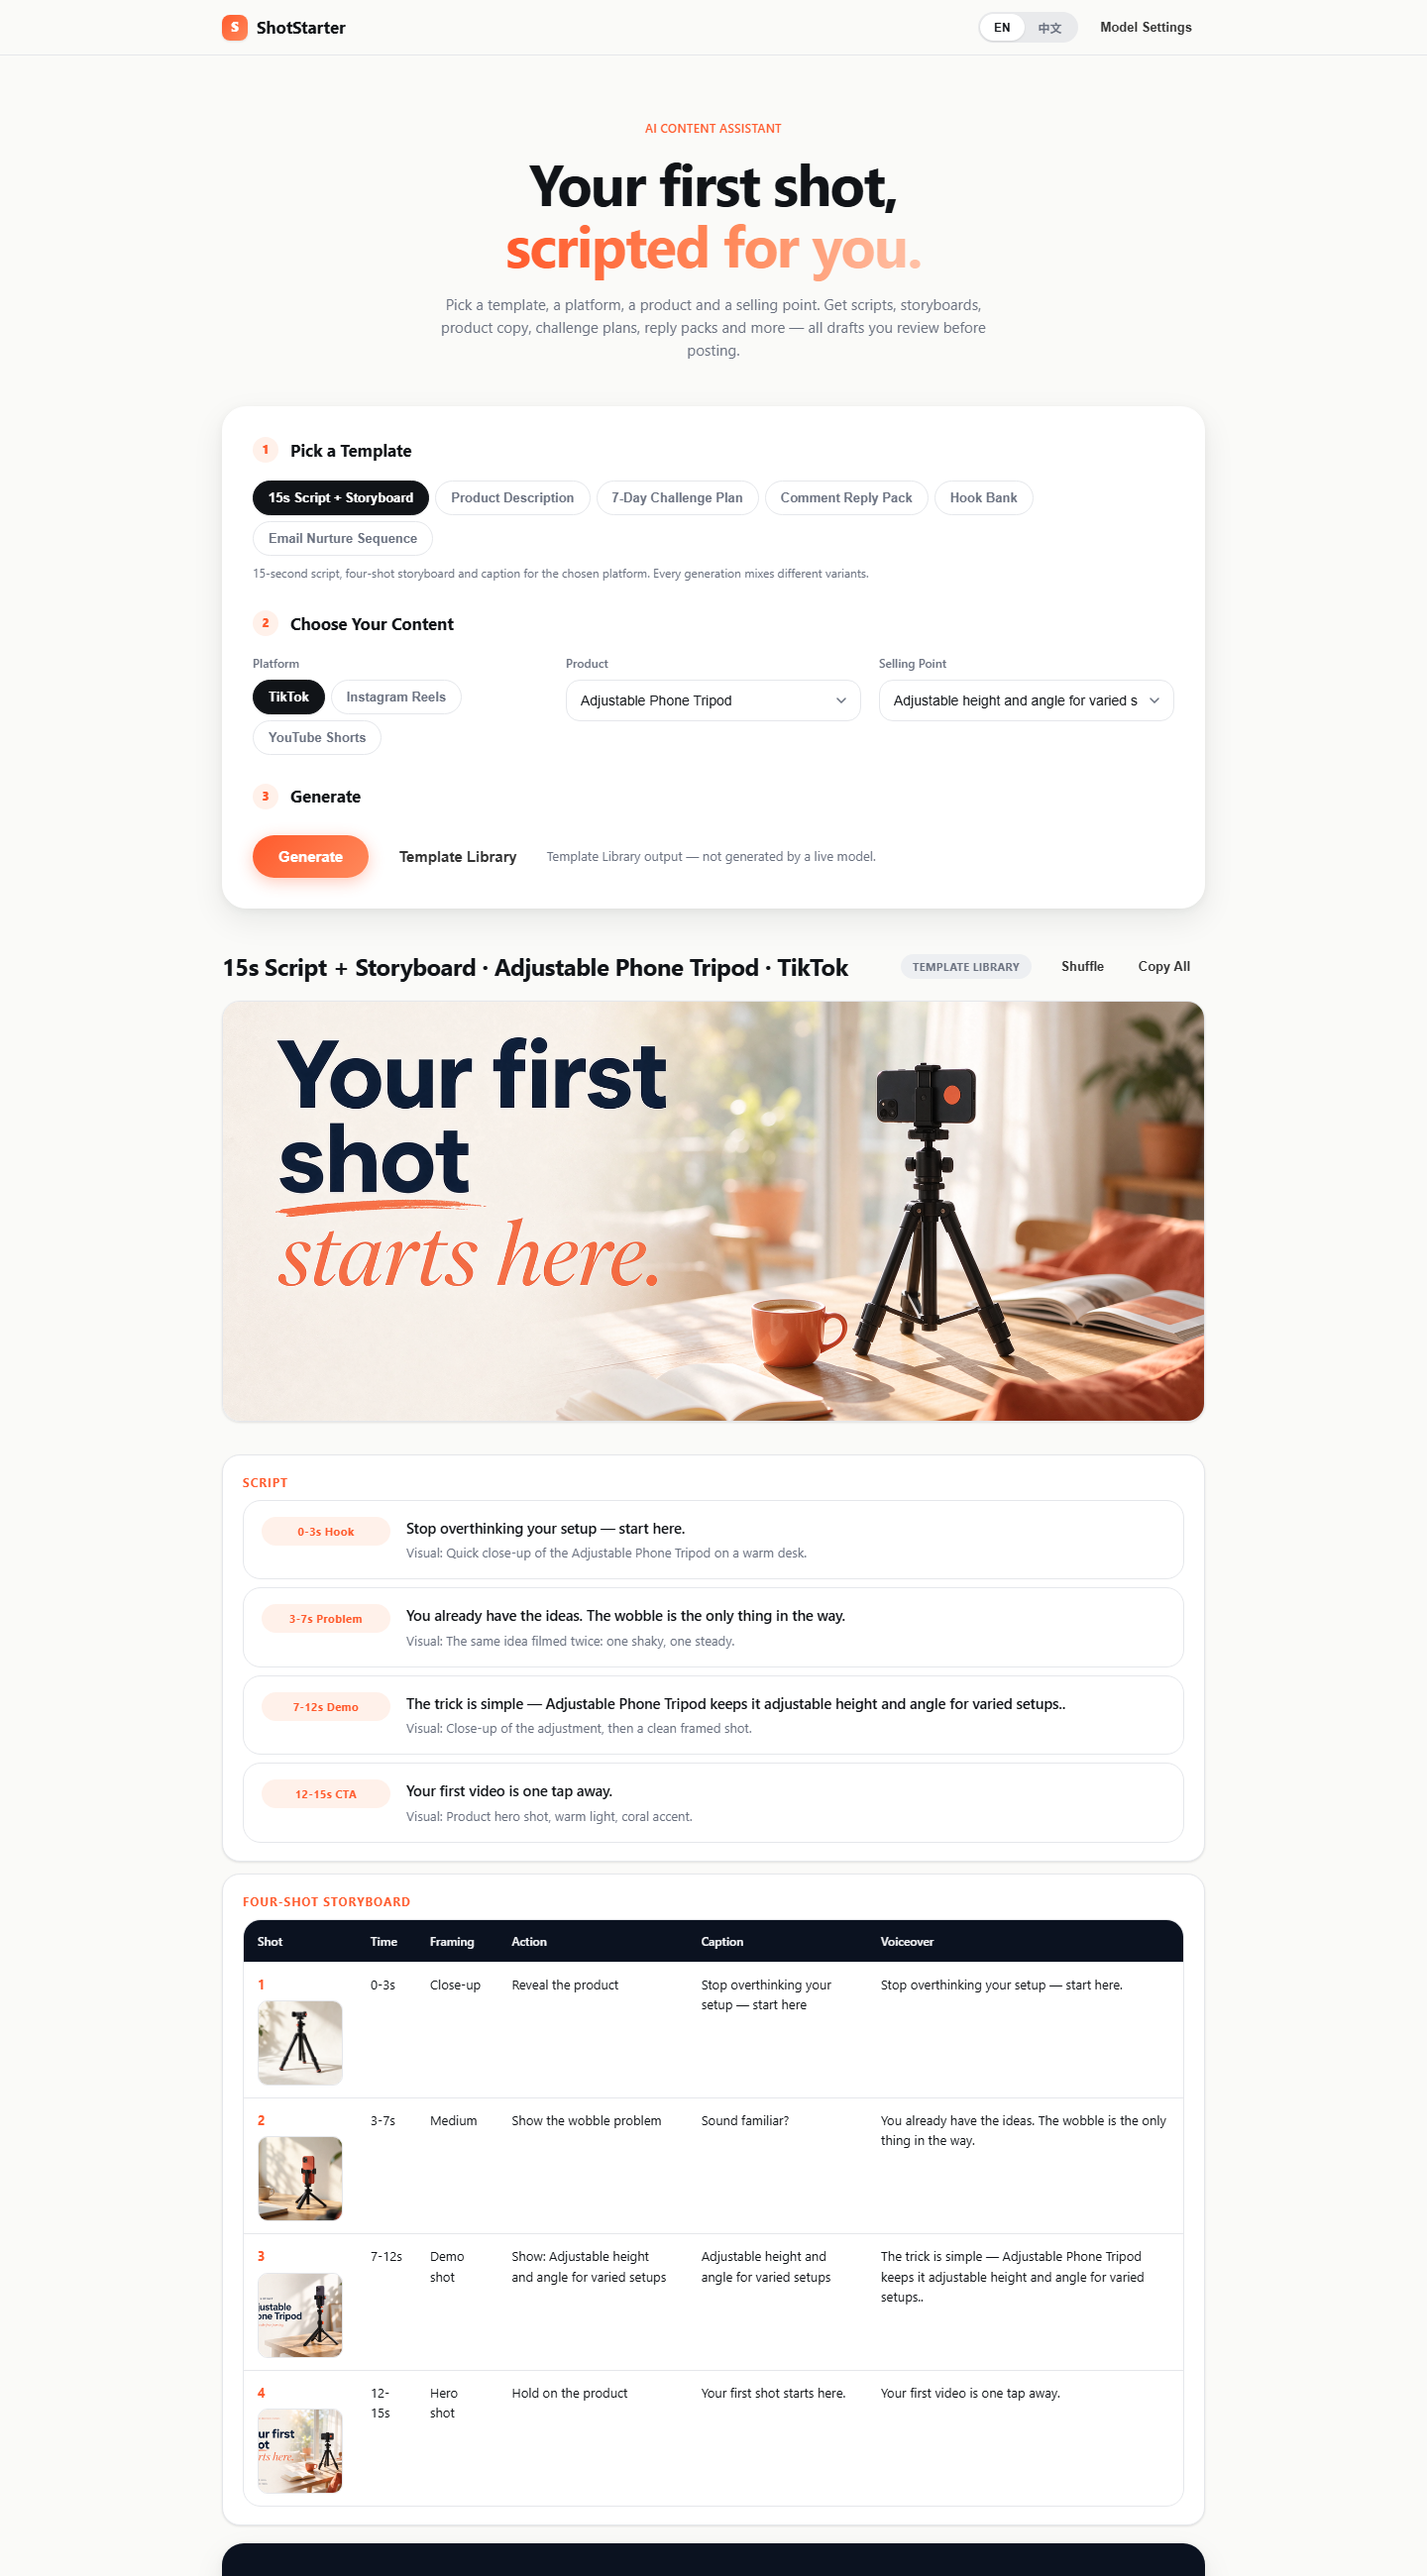 S ShotStarter
EN 中文 Model Settings
AI CONTENT ASSISTANT
Your first shot,
scripted for you.
Pick a template, a platform, a product and a selling point. Get scripts, storyboards,
product copy, challenge plans, reply packs and more — all drafts you review before
posting.
1 Pick a Template
15s Script + Storyboard Product Description 7-Day Challenge Plan Comment Reply Pack Hook Bank
Email Nurture Sequence
15-second script, four-shot storyboard and caption for the chosen platform. Every generation mixes different variants.
2 Choose Your Content
Platform Product Selling Point
TikTok Instagram Reels Adjustable Phone Tripod Adjustable height and angle for varied s
YouTube Shorts
3 Generate
Generate Template Library Template Library output — not generated by a live model.
15s Script + Storyboard · Adjustable Phone Tripod · TikTok TEMPLATE LIBRARY Shuffle Copy All
Your first
shot
starts here.
SCRIPT
0-3s Hook Stop overthinking your setup — start here.
Visual: Quick close-up of the Adjustable Phone Tripod on a warm desk.
3-7s Problem You already have the ideas. The wobble is the only thing in the way.
Visual: The same idea filmed twice: one shaky, one steady.
7-12s Demo The trick is simple — Adjustable Phone Tripod keeps it adjustable height and angle for varied setups..
Visual: Close-up of the adjustment, then a clean framed shot.
12-15s CTA Your first video is one tap away.
Visual: Product hero shot, warm light, coral accent.
FOUR-SHOT STORYBOARD
Shot Time Framing Action Caption Voiceover
1 0-3s Close-up Reveal the product Stop overthinking your Stop overthinking your setup — start here.
setup — start here
2 3-7s Medium Show the wobble problem Sound familiar? You already have the ideas. The wobble is the only
thing in the way.
3 7-12s Demo Show: Adjustable height Adjustable height and The trick is simple — Adjustable Phone Tripod
shot and angle for varied setups angle for varied setups keeps it adjustable height and angle for varied
setups..
justable
one Tripod
4 12- Hero Hold on the product Your first shot starts here. Your first video is one tap away.
15s shot
ur first
ot
rts here.